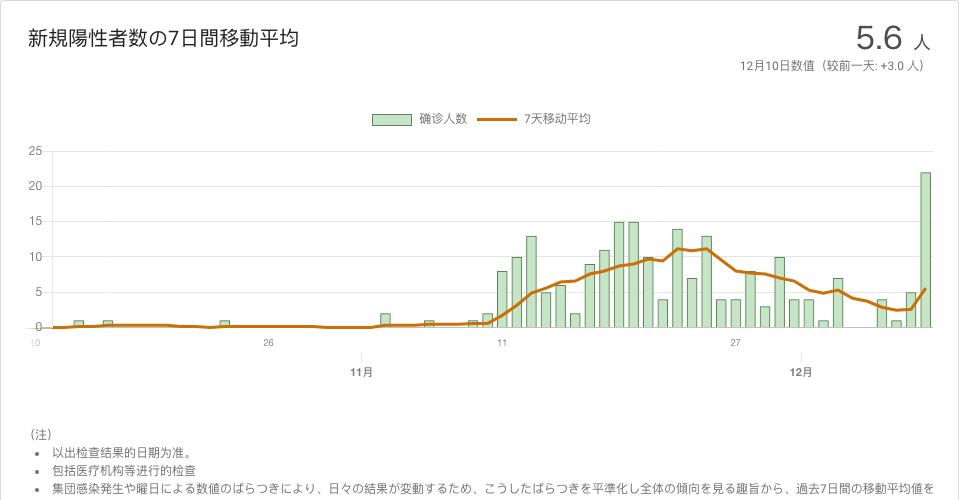 新規陽性者数の7日間移動平均
5.6 人
12月10日数值（较前一天: +3.0 人）
确诊人数 7天移动平均
25
20
15
10
5
0
10 26 11 27
11月 12月
（注）
以出检查结果的日期为准。
包括医疗机构等进行的检查
集団感染発生や曜日による数値のばらつきにより、日々の結果が変動するため、こうしたばらつきを平準化し全体の傾向を見る趣旨から、過去7日間の移動平均値を